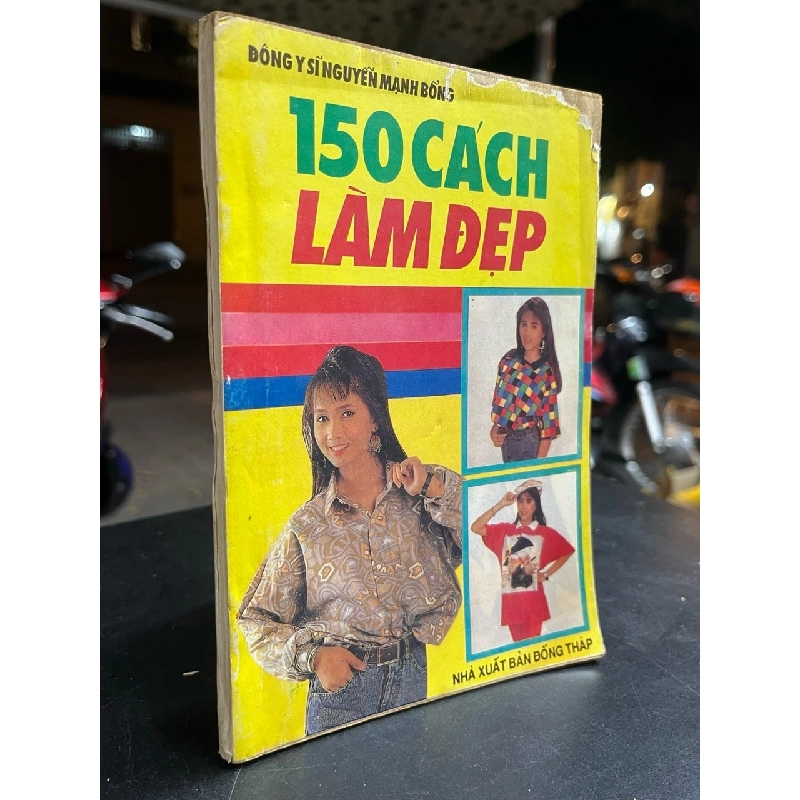 ĐÔNG Y SĨ NGUYỄN MẠNH BỔNG
150 CÁCH
LÀM ĐẸP
NHÀ XUẤT BẢN ĐỒNG THÁP